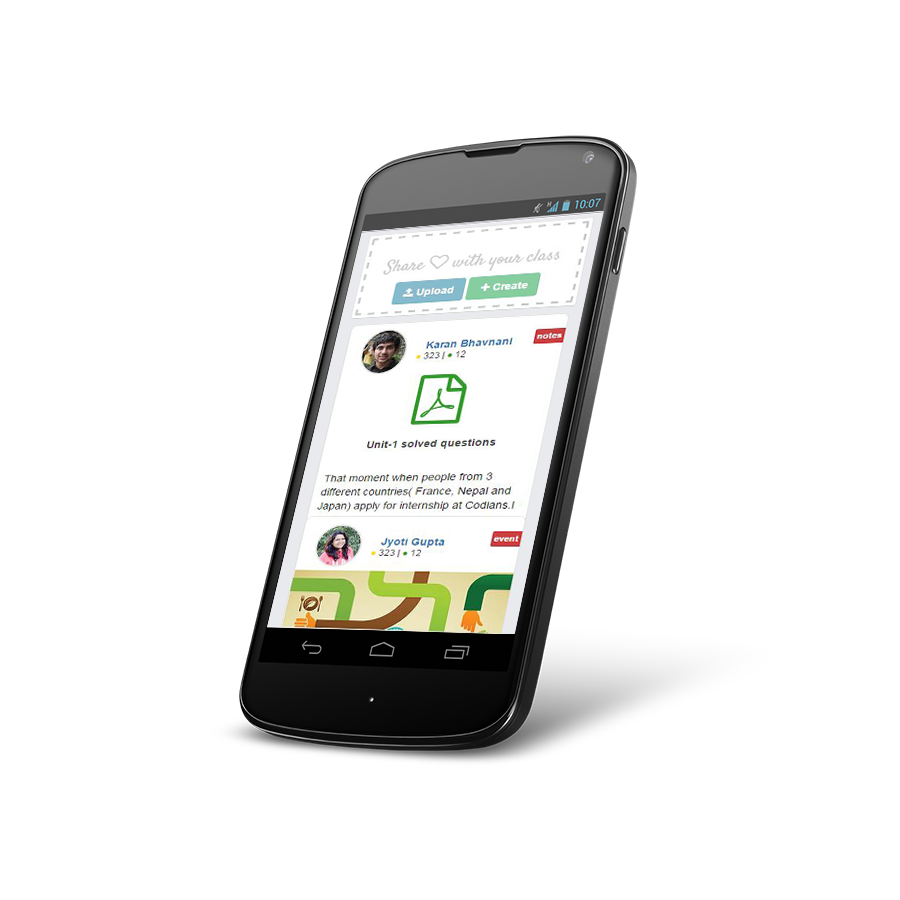 10:07
Share with your class
Upload
Create
Karan Bhavnani
notes
323 | 12
Unit-1 solved questions
That moment when people from 3
different countries( France, Nepal and
Japan) apply for internship at Codians.I
Jyoti Gupta
event
323 | 12